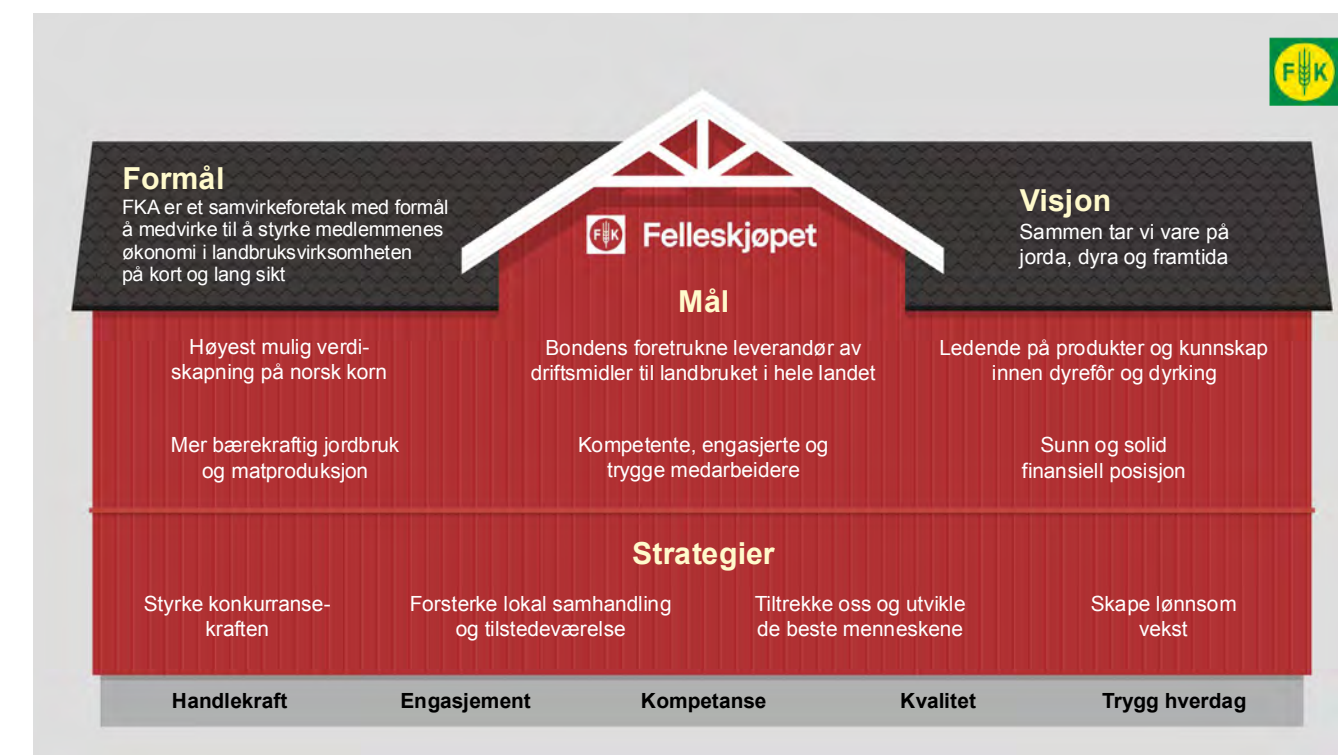 F K
Formål
FKA er et samvirkeforetak med formål
å medvirke til å styrke medlemmenes
økonomi i landbruksvirksomheten
på kort og lang sikt
Visjon
Sammen tar vi vare på
jorda, dyra og framtida
F K Felleskjøpet
Mål
Høyest mulig verdi-
skapning på norsk korn
Bondens foretrukne leverandør av
driftsmidler til landbruket i hele landet
Ledende på produkter og kunnskap
innen dyrefôr og dyrking
Mer bærekraftig jordbruk
og matproduksjon
Kompetente, engasjerte og
trygge medarbeidere
Sunn og solid
finansiell posisjon
Strategier
Styrke konkurranse-
kraften
Forsterke lokal samhandling
og tilstedeværelse
Tiltrekke oss og utvikle
de beste menneskene
Skape lønnsom
vekst
Handlekraft Engasjement Kompetanse Kvalitet Trygg hverdag